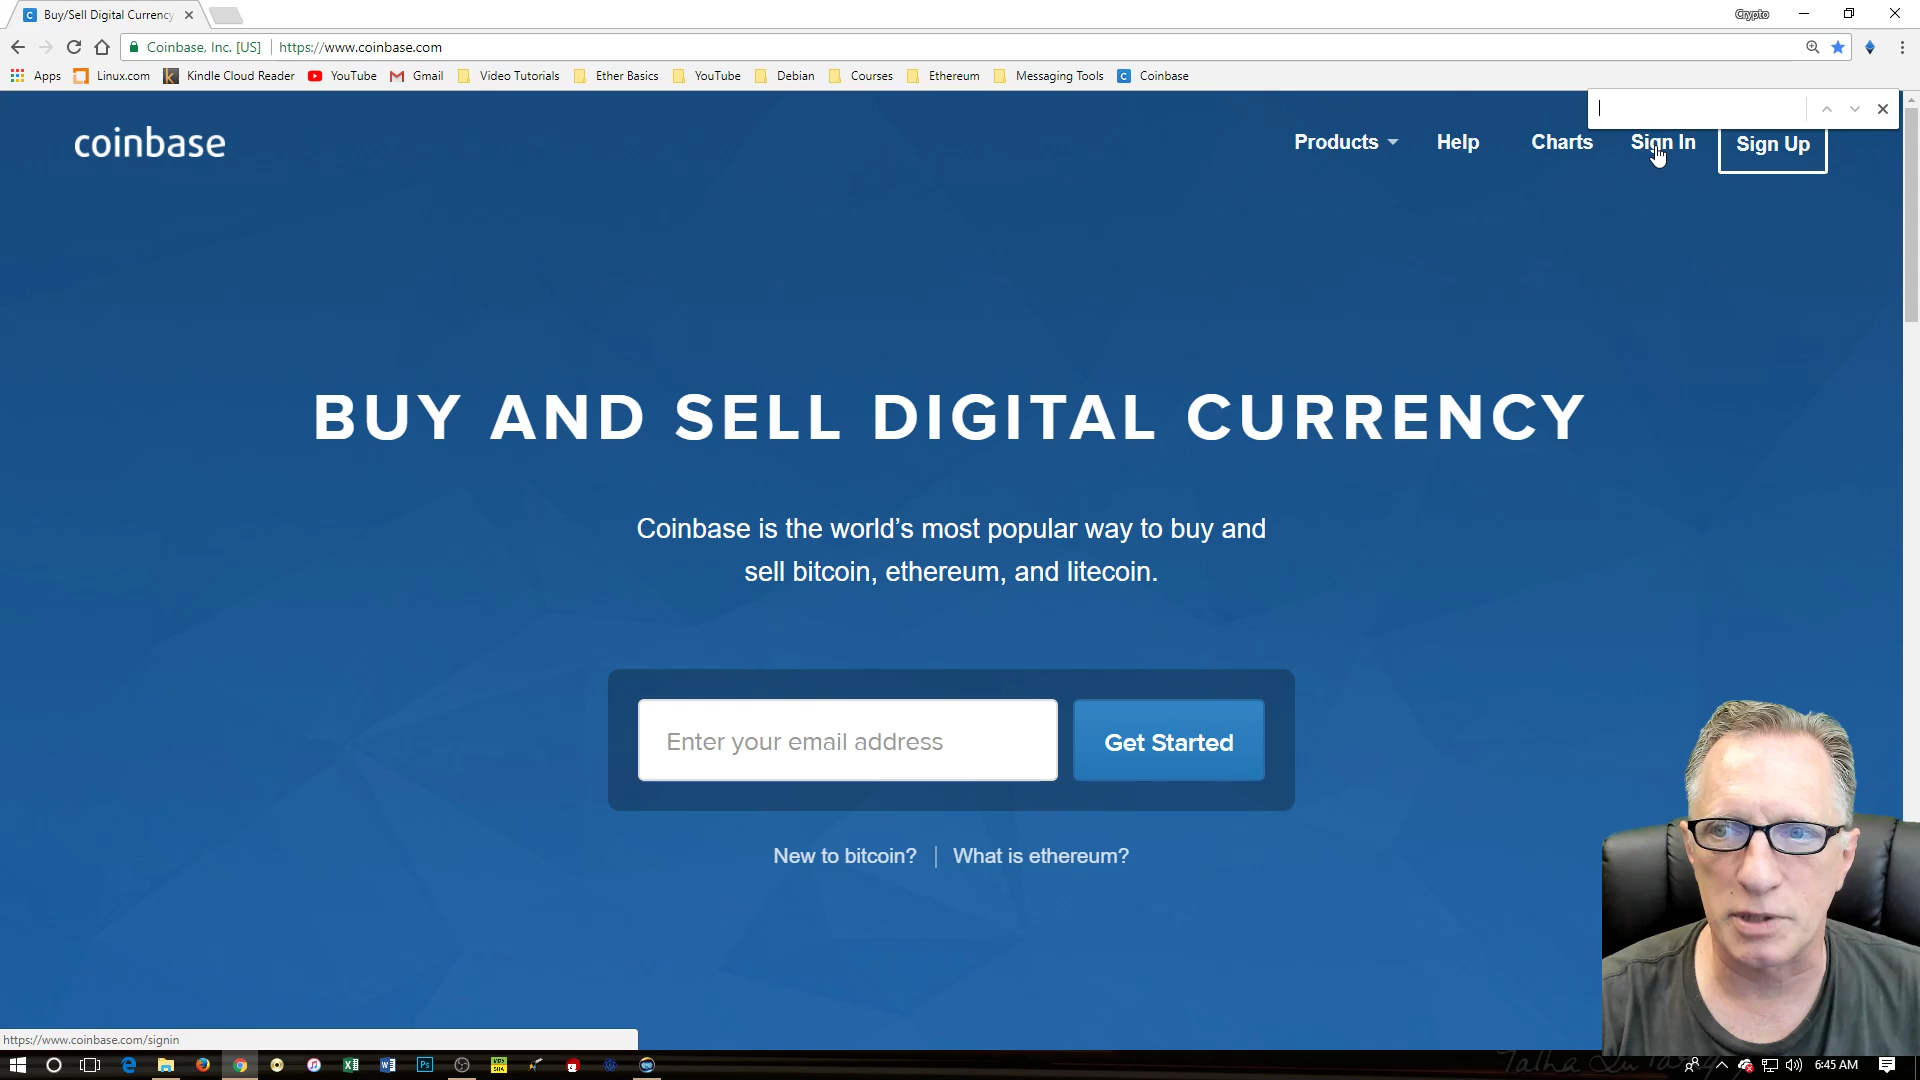 Buy/Sell Digital Currency
Crypto
Coinbase, Inc. [US]
https://www.coinbase.com
Apps
Linux.com
Kindle Cloud Reader
YouTube
Gmail
Video Tutorials
Ether Basics
YouTube
Debian
Courses
Ethereum
Messaging Tools
Coinbase
coinbase
Products
Help
Charts
Sign In
Sign Up
BUY AND SELL DIGITAL CURRENCY
Coinbase is the world’s most popular way to buy and
sell bitcoin, ethereum, and litecoin.
Enter your email address
Get Started
New to bitcoin?
What is ethereum?
https://www.coinbase.com/signin
6:45 AM